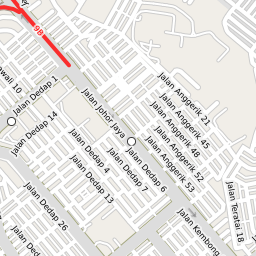 9B
Jalan Dedap 1
Jalan Johor Jaya
Jalan Anggerik 21
Jalan Anggerik 45
Jalan Anggerik 48
Jalan Anggerik 52
Jalan Anggerik 53
Jalan Dedap 14
Jalan Dedap 4
Jalan Dedap 7
Jalan Dedap 6
Jalan Dedap 13
Jalan Dedap 26
Jalan Teratai 18
Jalan Kembong
10